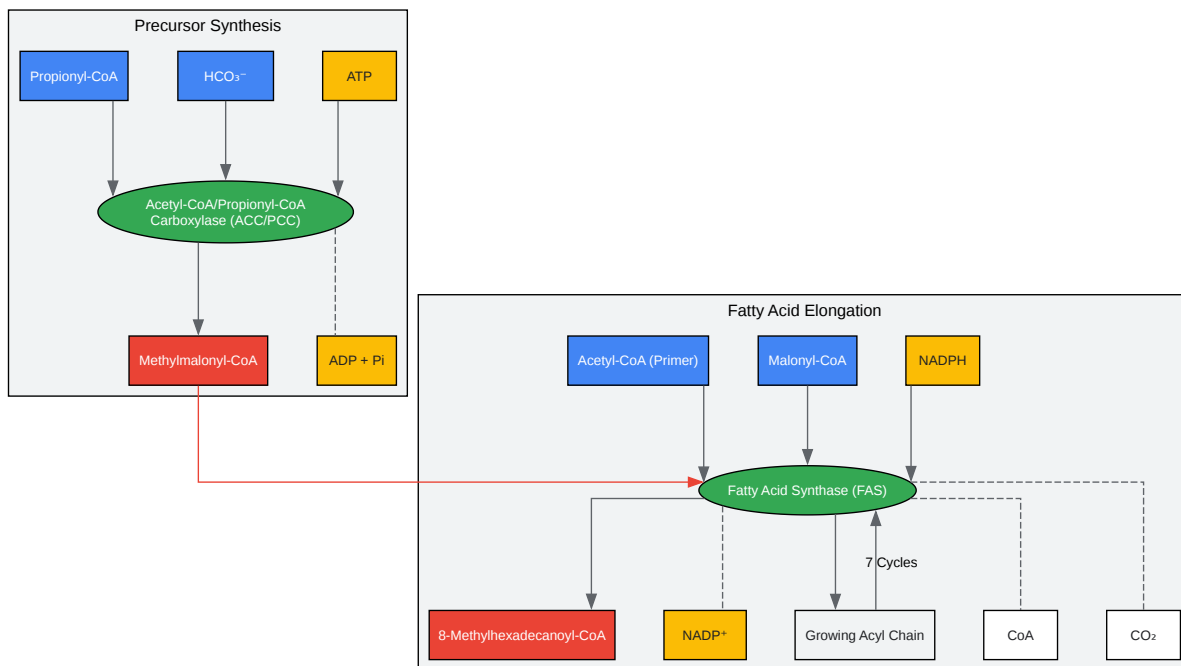 Precursor Synthesis
Propionyl-CoA
HCO₃⁻
ATP
Acetyl-CoA/Propionyl-CoA
Carboxylase (ACC/PCC)
Methylmalonyl-CoA
ADP + Pi
Fatty Acid Elongation
Acetyl-CoA (Primer)
Malonyl-CoA
NADPH
Fatty Acid Synthase (FAS)
7 Cycles
8-Methylhexadecanoyl-CoA
NADP⁺
Growing Acyl Chain
CoA
CO₂